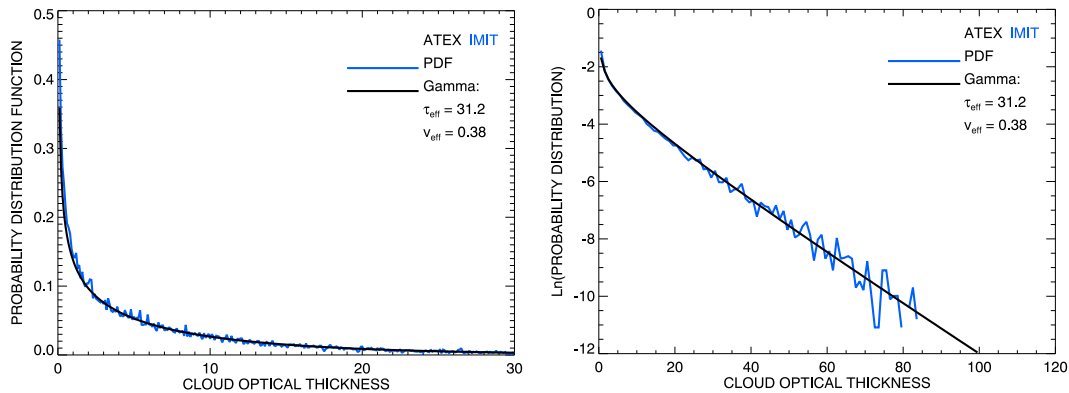 0.5
0.4
0.3
0.2
0.1
0.0
PROBABILITY DISTRIBUTION FUNCTION
ATEX IMIT
PDF
Gamma:
τeff = 31.2
veff = 0.38
0 10 20 30
CLOUD OPTICAL THICKNESS
0
-2
-4
-6
-8
-10
-12
Ln(PROBABILITY DISTRIBUTION)
ATEX IMIT
PDF
Gamma:
τeff = 31.2
veff = 0.38
0 20 40 60 80 100 120
CLOUD OPTICAL THICKNESS